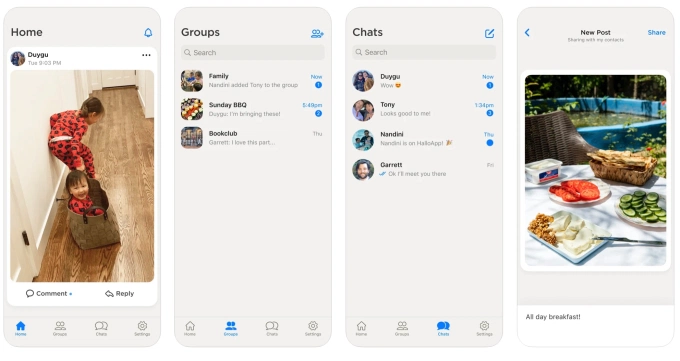 Home
Duygu
Tue 9:03 PM
Comment
Reply
Home
Groups
Chats
Settings
Groups
Search
Family
Now
Nandini added Tony to the group
1
Sunday BBQ
5:49pm
Duygu: I'm bringing these!
2
Bookclub
Thu
Garrett: I love this part...
Home
Groups
Chats
Settings
Chats
Search
Duygu
Now
Wow 😍
1
Tony
1:34pm
Looks good to me!
3
Nandini
Thu
Nandini is on HalloApp! 🎉
Garrett
Fri
Ok I'll meet you there
Home
Groups
Chats
Settings
New Post
Share
Sharing with my contacts
All day breakfast!